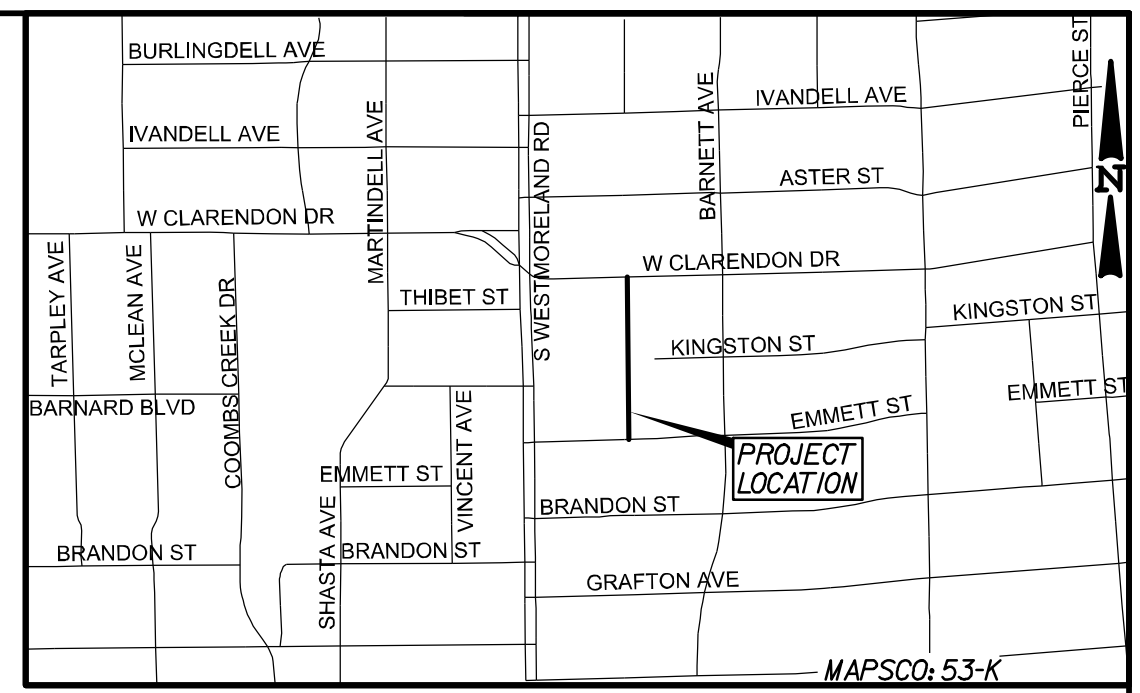 BURLINGDELL AVE
PIERCE ST
IVANDELL AVE
BARNETT AVE
MARTINDELL AVE
IVANDELL AVE
S WESTMORELAND RD
ASTER ST
N
W CLARENDON DR
W CLARENDON DR
TARPLEY AVE
MCLEAN AVE
COOMBS CREEK DR
THIBET ST
KINGSTON ST
KINGSTON ST
EMMETT ST
BARNARD BLVD
VINCENT AVE
EMMETT ST
PROJECT
LOCATION
EMMETT ST
SHASTA AVE
BRANDON ST
BRANDON ST
BRANDON ST
GRAFTON AVE
MAPSCO: 53-K